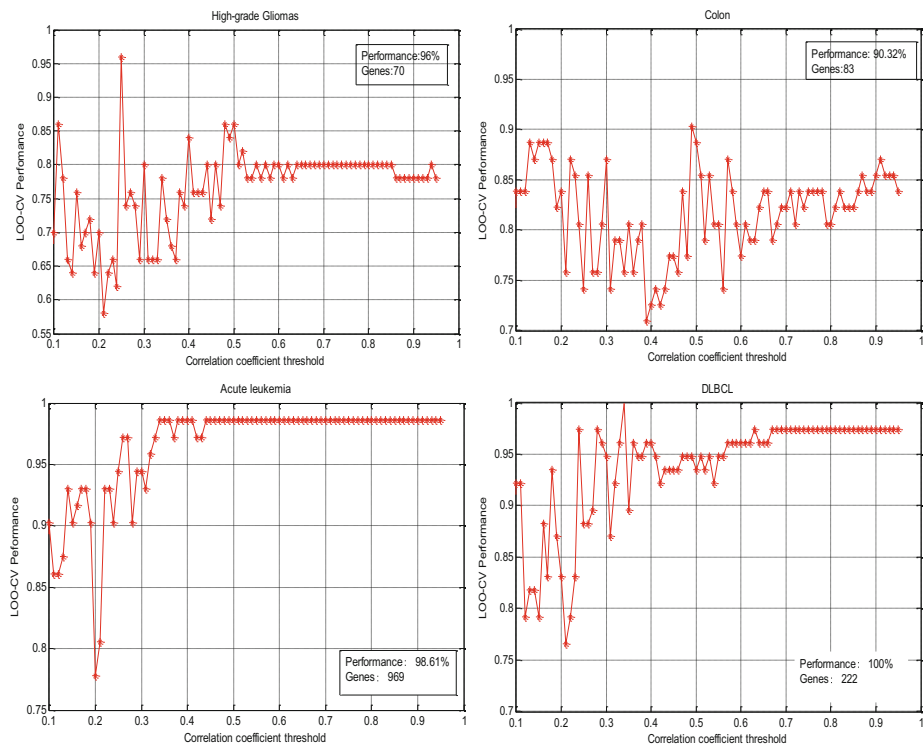 High-grade Gliomas
Performance:96%
Genes:70
1
0.95
0.9
0.85
0.8
0.75
0.7
0.65
0.6
0.55
LOO-CV Peformance
0.1 0.2 0.3 0.4 0.5 0.6 0.7 0.8 0.9 1
Correlation coefficient threshold
Colon
Performance: 90.32%
Genes:83
1
0.95
0.9
0.85
0.8
0.75
0.7
LOO-CV Performance
0.1 0.2 0.3 0.4 0.5 0.6 0.7 0.8 0.9 1
Correlation coefficient threshold
Acute leukemia
1
0.95
0.9
0.85
0.8
0.75
LOO-CV Peformance
Performance: 98.61%
Genes: 969
0.1 0.2 0.3 0.4 0.5 0.6 0.7 0.8 0.9 1
Correlation coefficient threshold
DLBCL
1
0.95
0.9
0.85
0.8
0.75
0.7
LOO-CV Peformance
Performance: 100%
Genes: 222
0.1 0.2 0.3 0.4 0.5 0.6 0.7 0.8 0.9 1
Correlation coefficient threshold